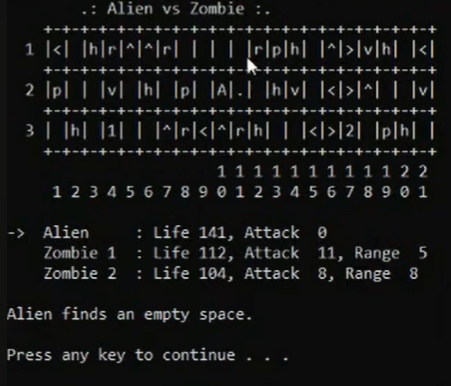 .: Alien vs Zombie :.
+-+-+-+-+-+-+-+-+-+-+-+-+-+-+-+-+-+-+-+-+-+
1 |<| |h|r|^|^|r| | | | |r|p|h| |^|>|v|h| |<|
+-+-+-+-+-+-+-+-+-+-+-+-+-+-+-+-+-+-+-+-+-+
2 |p| | |v| |h| |p| |A|.| |h|v| |<|>|^| | |v|
+-+-+-+-+-+-+-+-+-+-+-+-+-+-+-+-+-+-+-+-+-+
3 | |h| |1| | |^|r|<|^|r|h| | |<|>|2| |p|h| |
+-+-+-+-+-+-+-+-+-+-+-+-+-+-+-+-+-+-+-+-+-+
1 1 1 1 1 1 1 1 1 1 2 2
1 2 3 4 5 6 7 8 9 0 1 2 3 4 5 6 7 8 9 0 1
-> Alien : Life 141, Attack 0
Zombie 1 : Life 112, Attack 11, Range 5
Zombie 2 : Life 104, Attack 8, Range 8
Alien finds an empty space.
Press any key to continue . . .